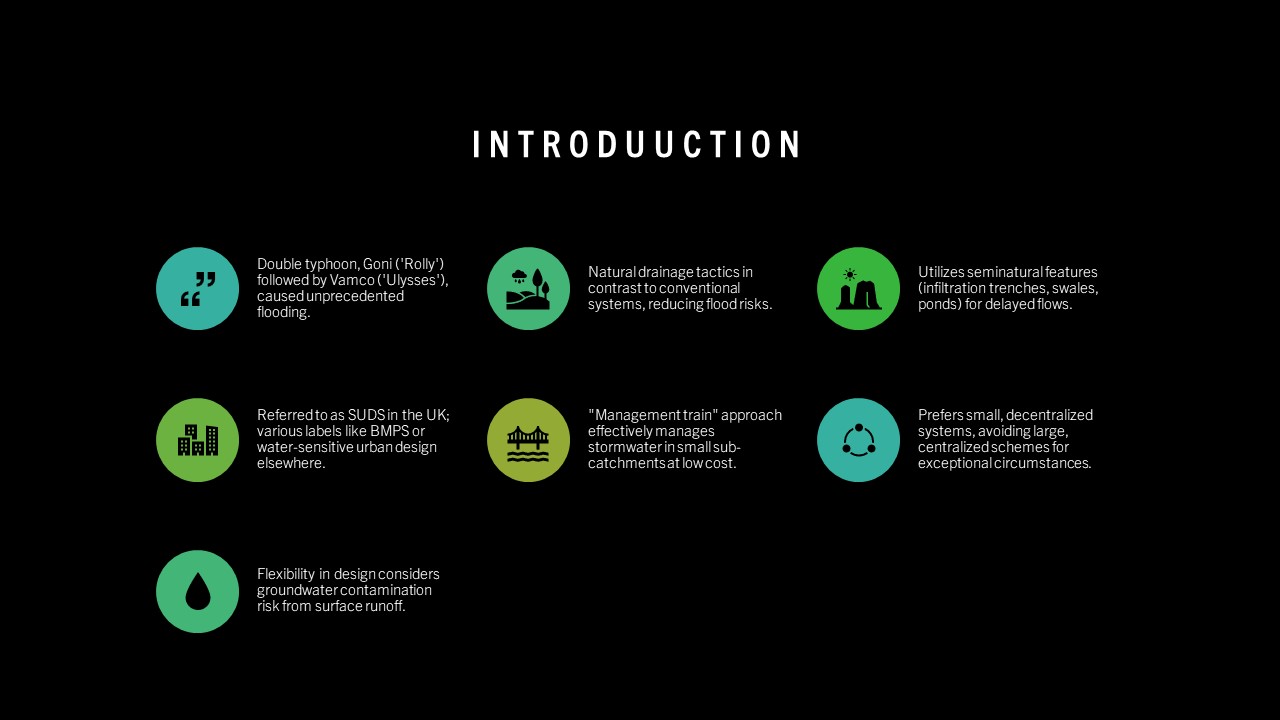 INTRODUUCTION
Double typhoon, Goni ('Rolly')
followed by Vamco ('Ulysses'),
caused unprecedented
flooding.
Natural drainage tactics in
contrast to conventional
systems, reducing flood risks.
Utilizes seminatural features
(infiltration trenches, swales,
ponds) for delayed flows.
Referred to as SUDS in the UK;
various labels like BMPS or
water-sensitive urban design
elsewhere.
"Management train" approach
effectively manages
stormwater in small sub-
catchments at low cost.
Prefers small, decentralized
systems, avoiding large,
centralized schemes for
exceptional circumstances.
Flexibility in design considers
groundwater contamination
risk from surface runoff.